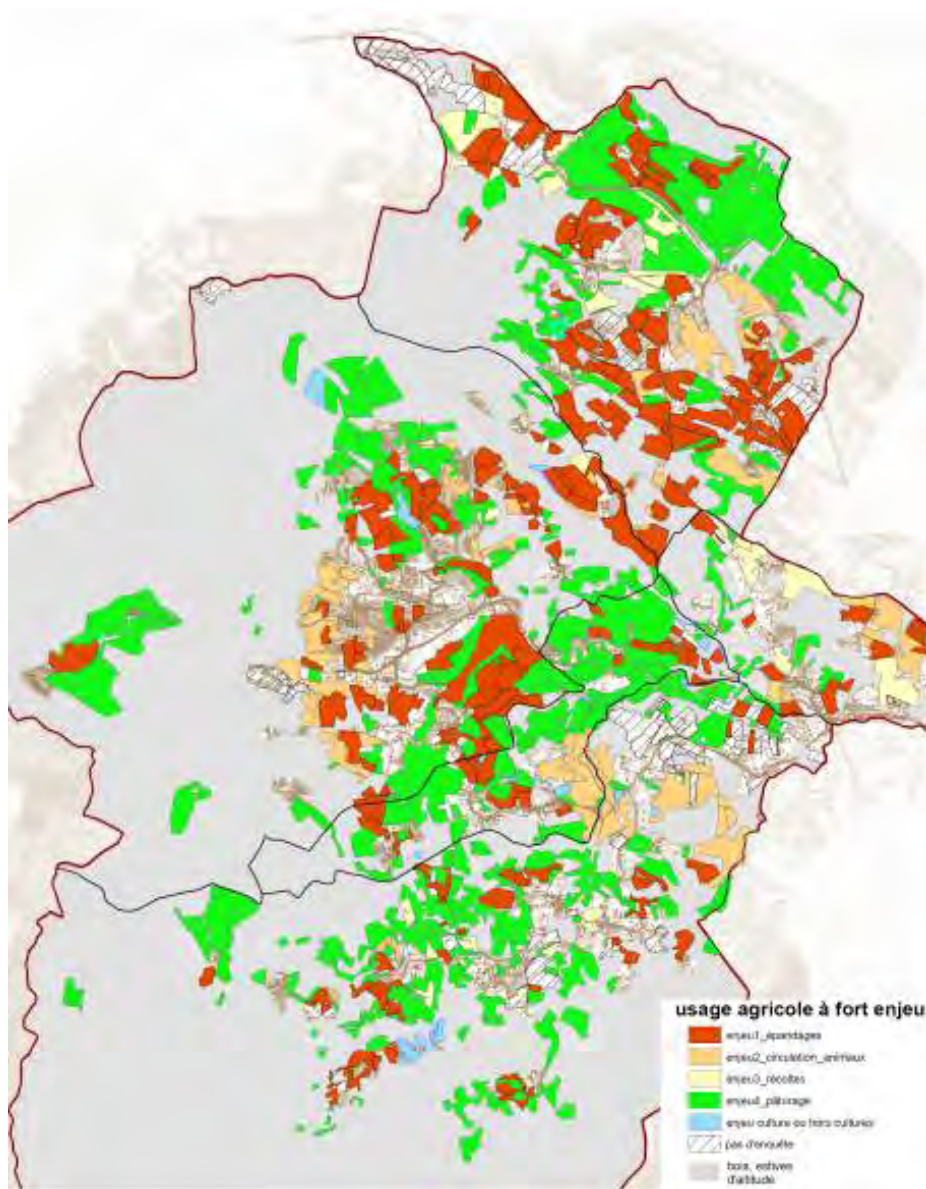 usage agricole à fort enjeu
enjeu1_épandages
enjeu2_circulation_animaux
enjeu3_récoltes
enjeu4_pâturage
enjeu culture ou hors cultures
pas d'enquête
bois, estives
d'altitude